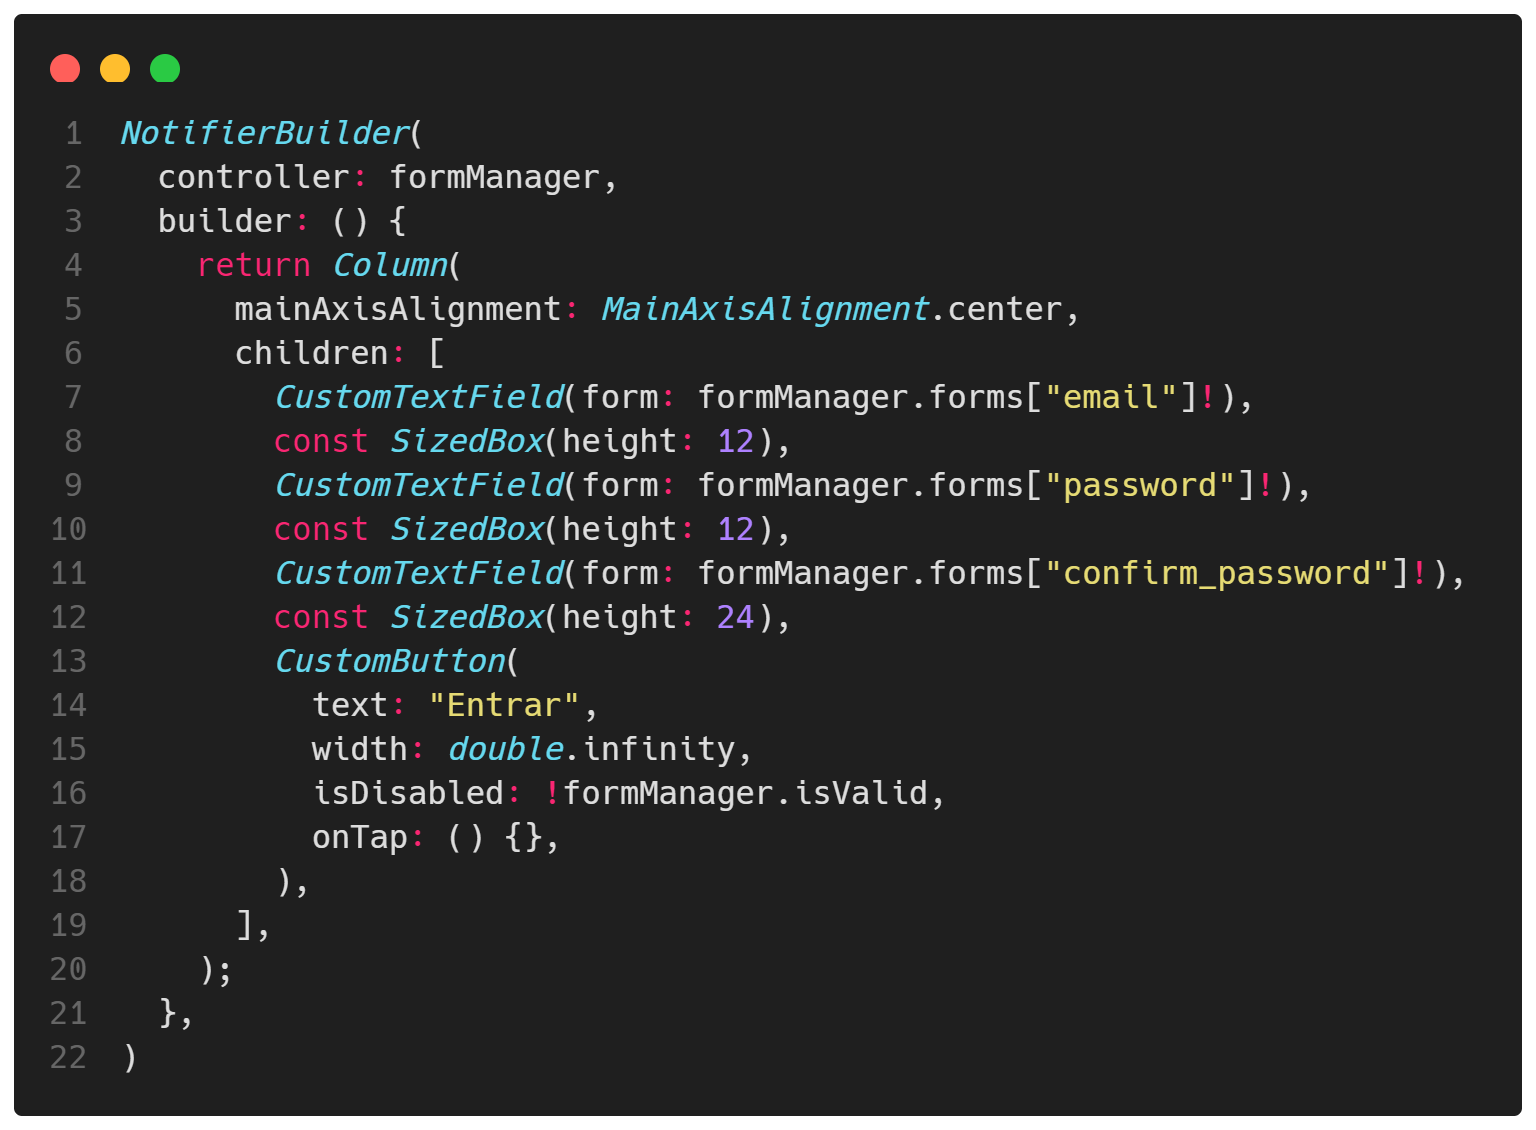 1 NotifierBuilder(
2   controller: formManager,
3   builder: () {
4     return Column(
5       mainAxisAlignment: MainAxisAlignment.center,
6       children: [
7         CustomTextField(form: formManager.forms["email"]!),
8         const SizedBox(height: 12),
9         CustomTextField(form: formManager.forms["password"]!),
10         const SizedBox(height: 12),
11         CustomTextField(form: formManager.forms["confirm_password"]!),
12         const SizedBox(height: 24),
13         CustomButton(
14           text: "Entrar",
15           width: double.infinity,
16           isDisabled: !formManager.isValid,
17           onTap: () {},
18         ),
19       ],
20     );
21   },
22 )